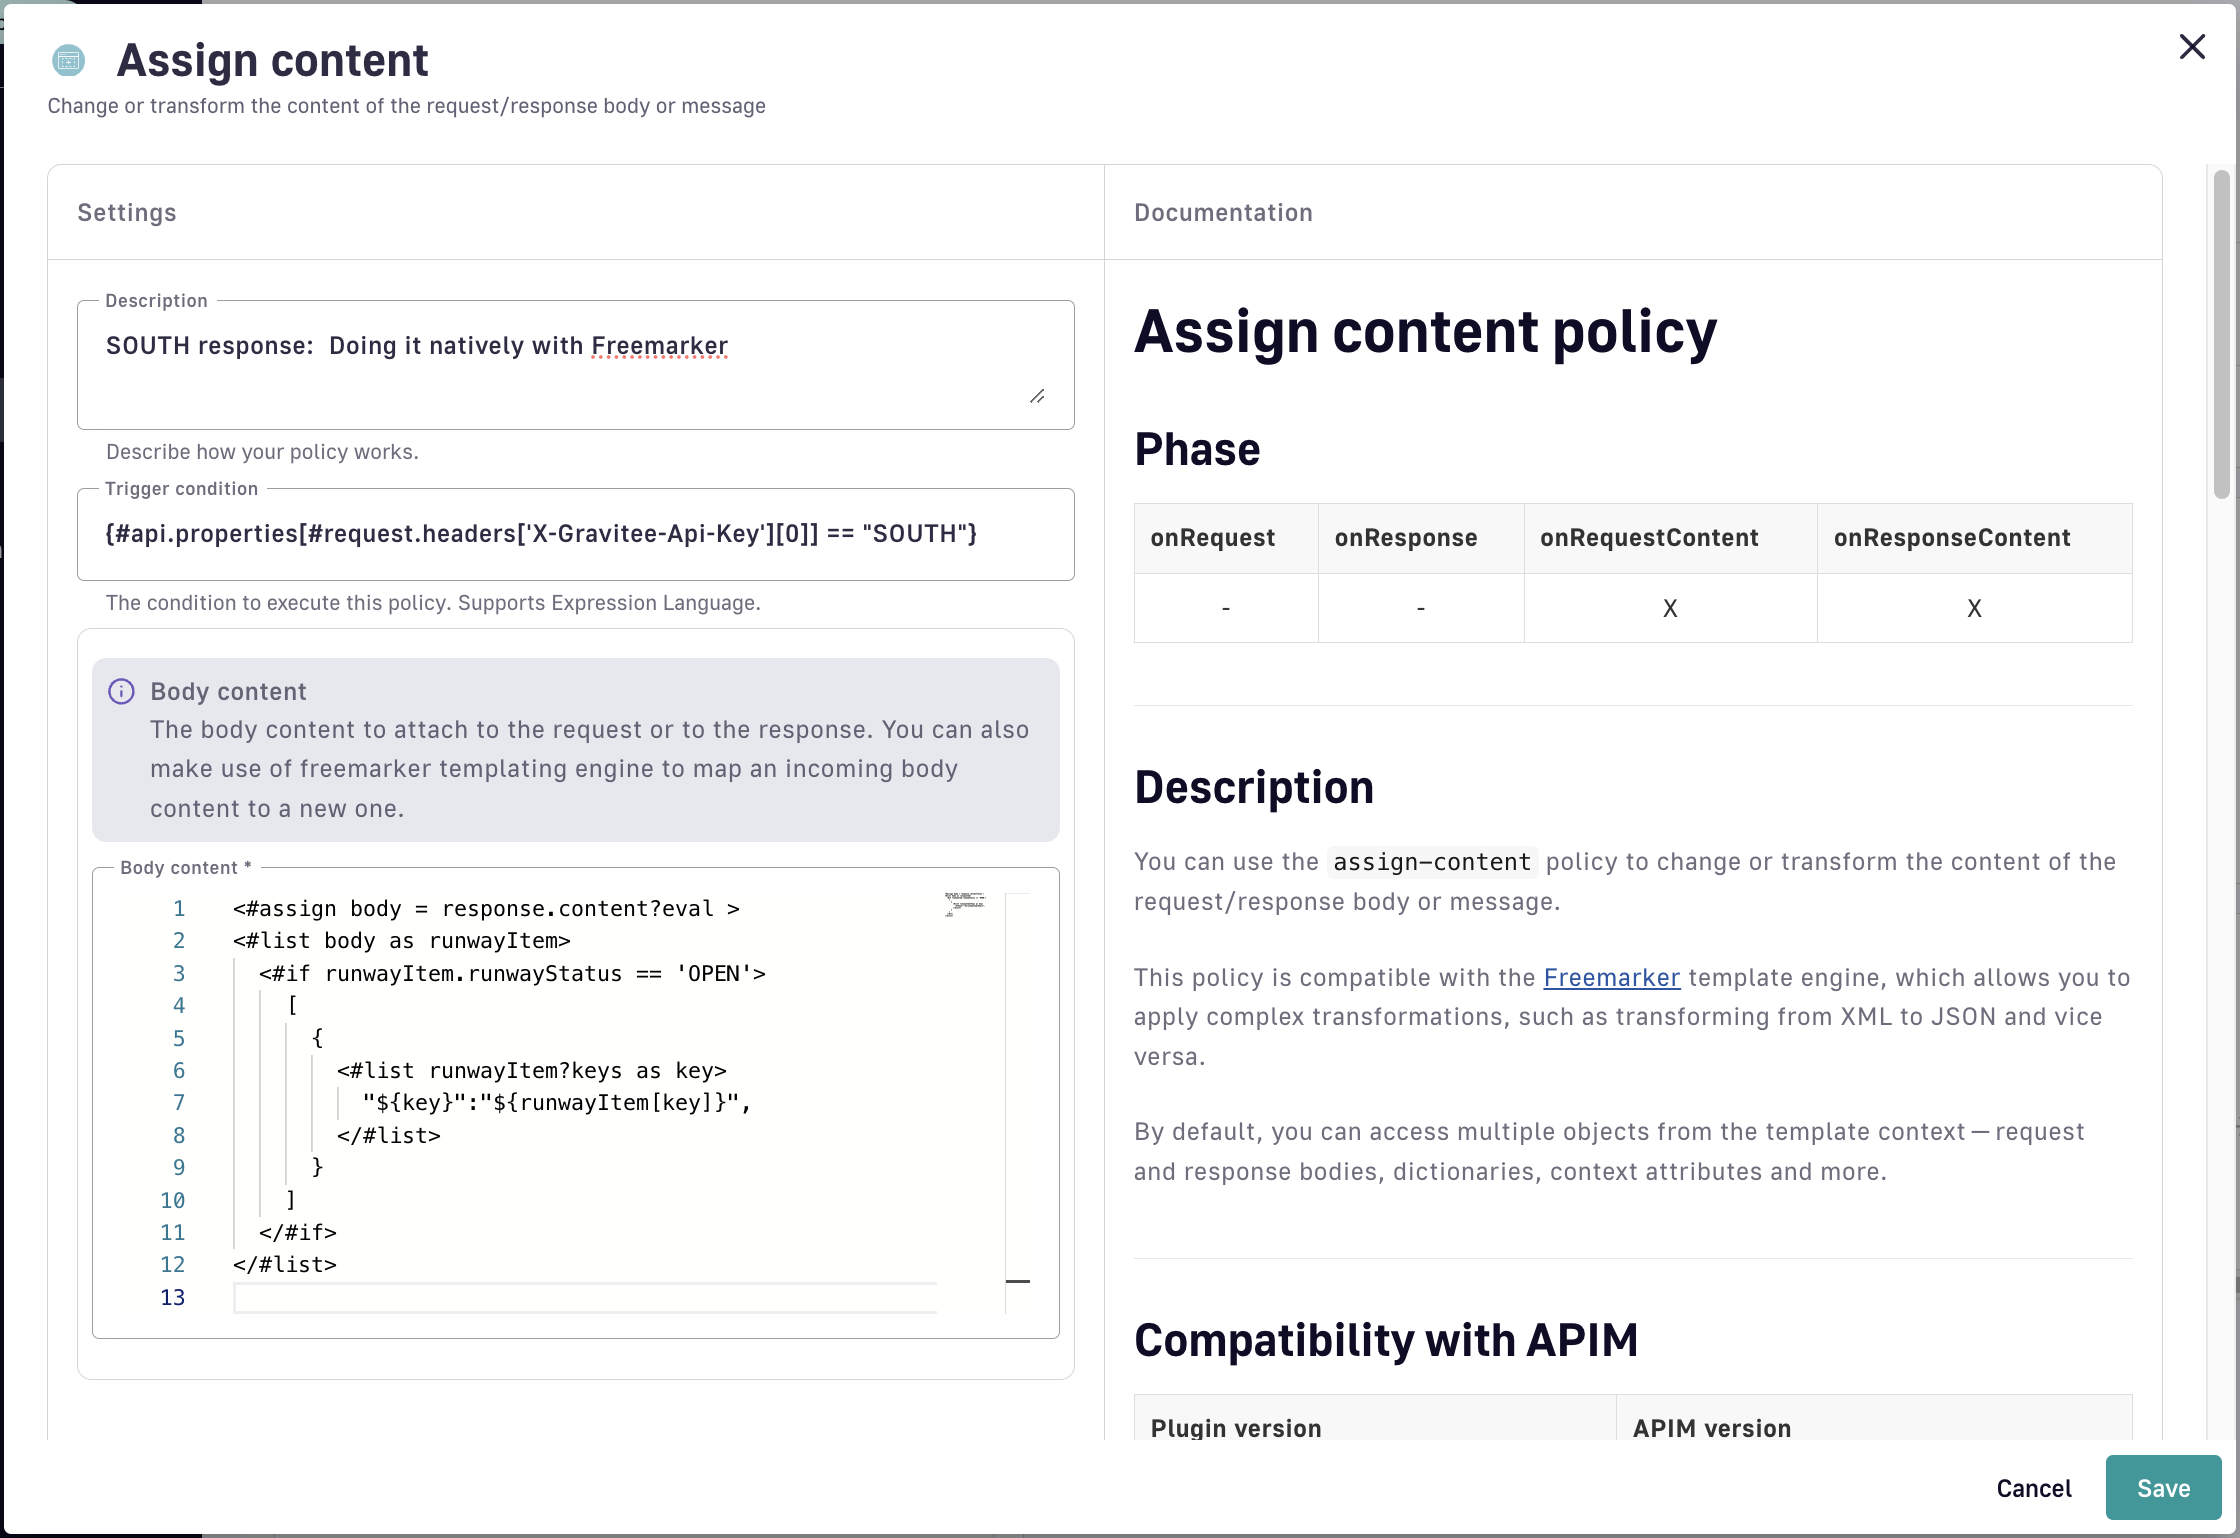 Assign content
Change or transform the content of the request/response body or message
Settings
Description
SOUTH response:  Doing it natively with Freemarker
Describe how your policy works.
Trigger condition
{#api.properties[#request.headers['X-Gravitee-Api-Key'][0]] == "SOUTH"}
The condition to execute this policy. Supports Expression Language.
Body content
The body content to attach to the request or to the response. You can also
make use of freemarker templating engine to map an incoming body
content to a new one.
Body content *
1 <#assign body = response.content?eval >
2 <#list body as runwayItem>
3   <#if runwayItem.runwayStatus == 'OPEN'>
4     [
5       {
6         <#list runwayItem?keys as key>
7           "${key}":"${runwayItem[key]}",
8         </#list>
9       }
10     ]
11   </#if>
12 </#list>
13
Documentation
Assign content policy
Phase
onRequest onResponse onRequestContent onResponseContent
- - X X
Description
You can use the assign-content policy to change or transform the content of the
request/response body or message.
This policy is compatible with the Freemarker template engine, which allows you to
apply complex transformations, such as transforming from XML to JSON and vice
versa.
By default, you can access multiple objects from the template context — request
and response bodies, dictionaries, context attributes and more.
Compatibility with APIM
Plugin version APIM version
Cancel Save